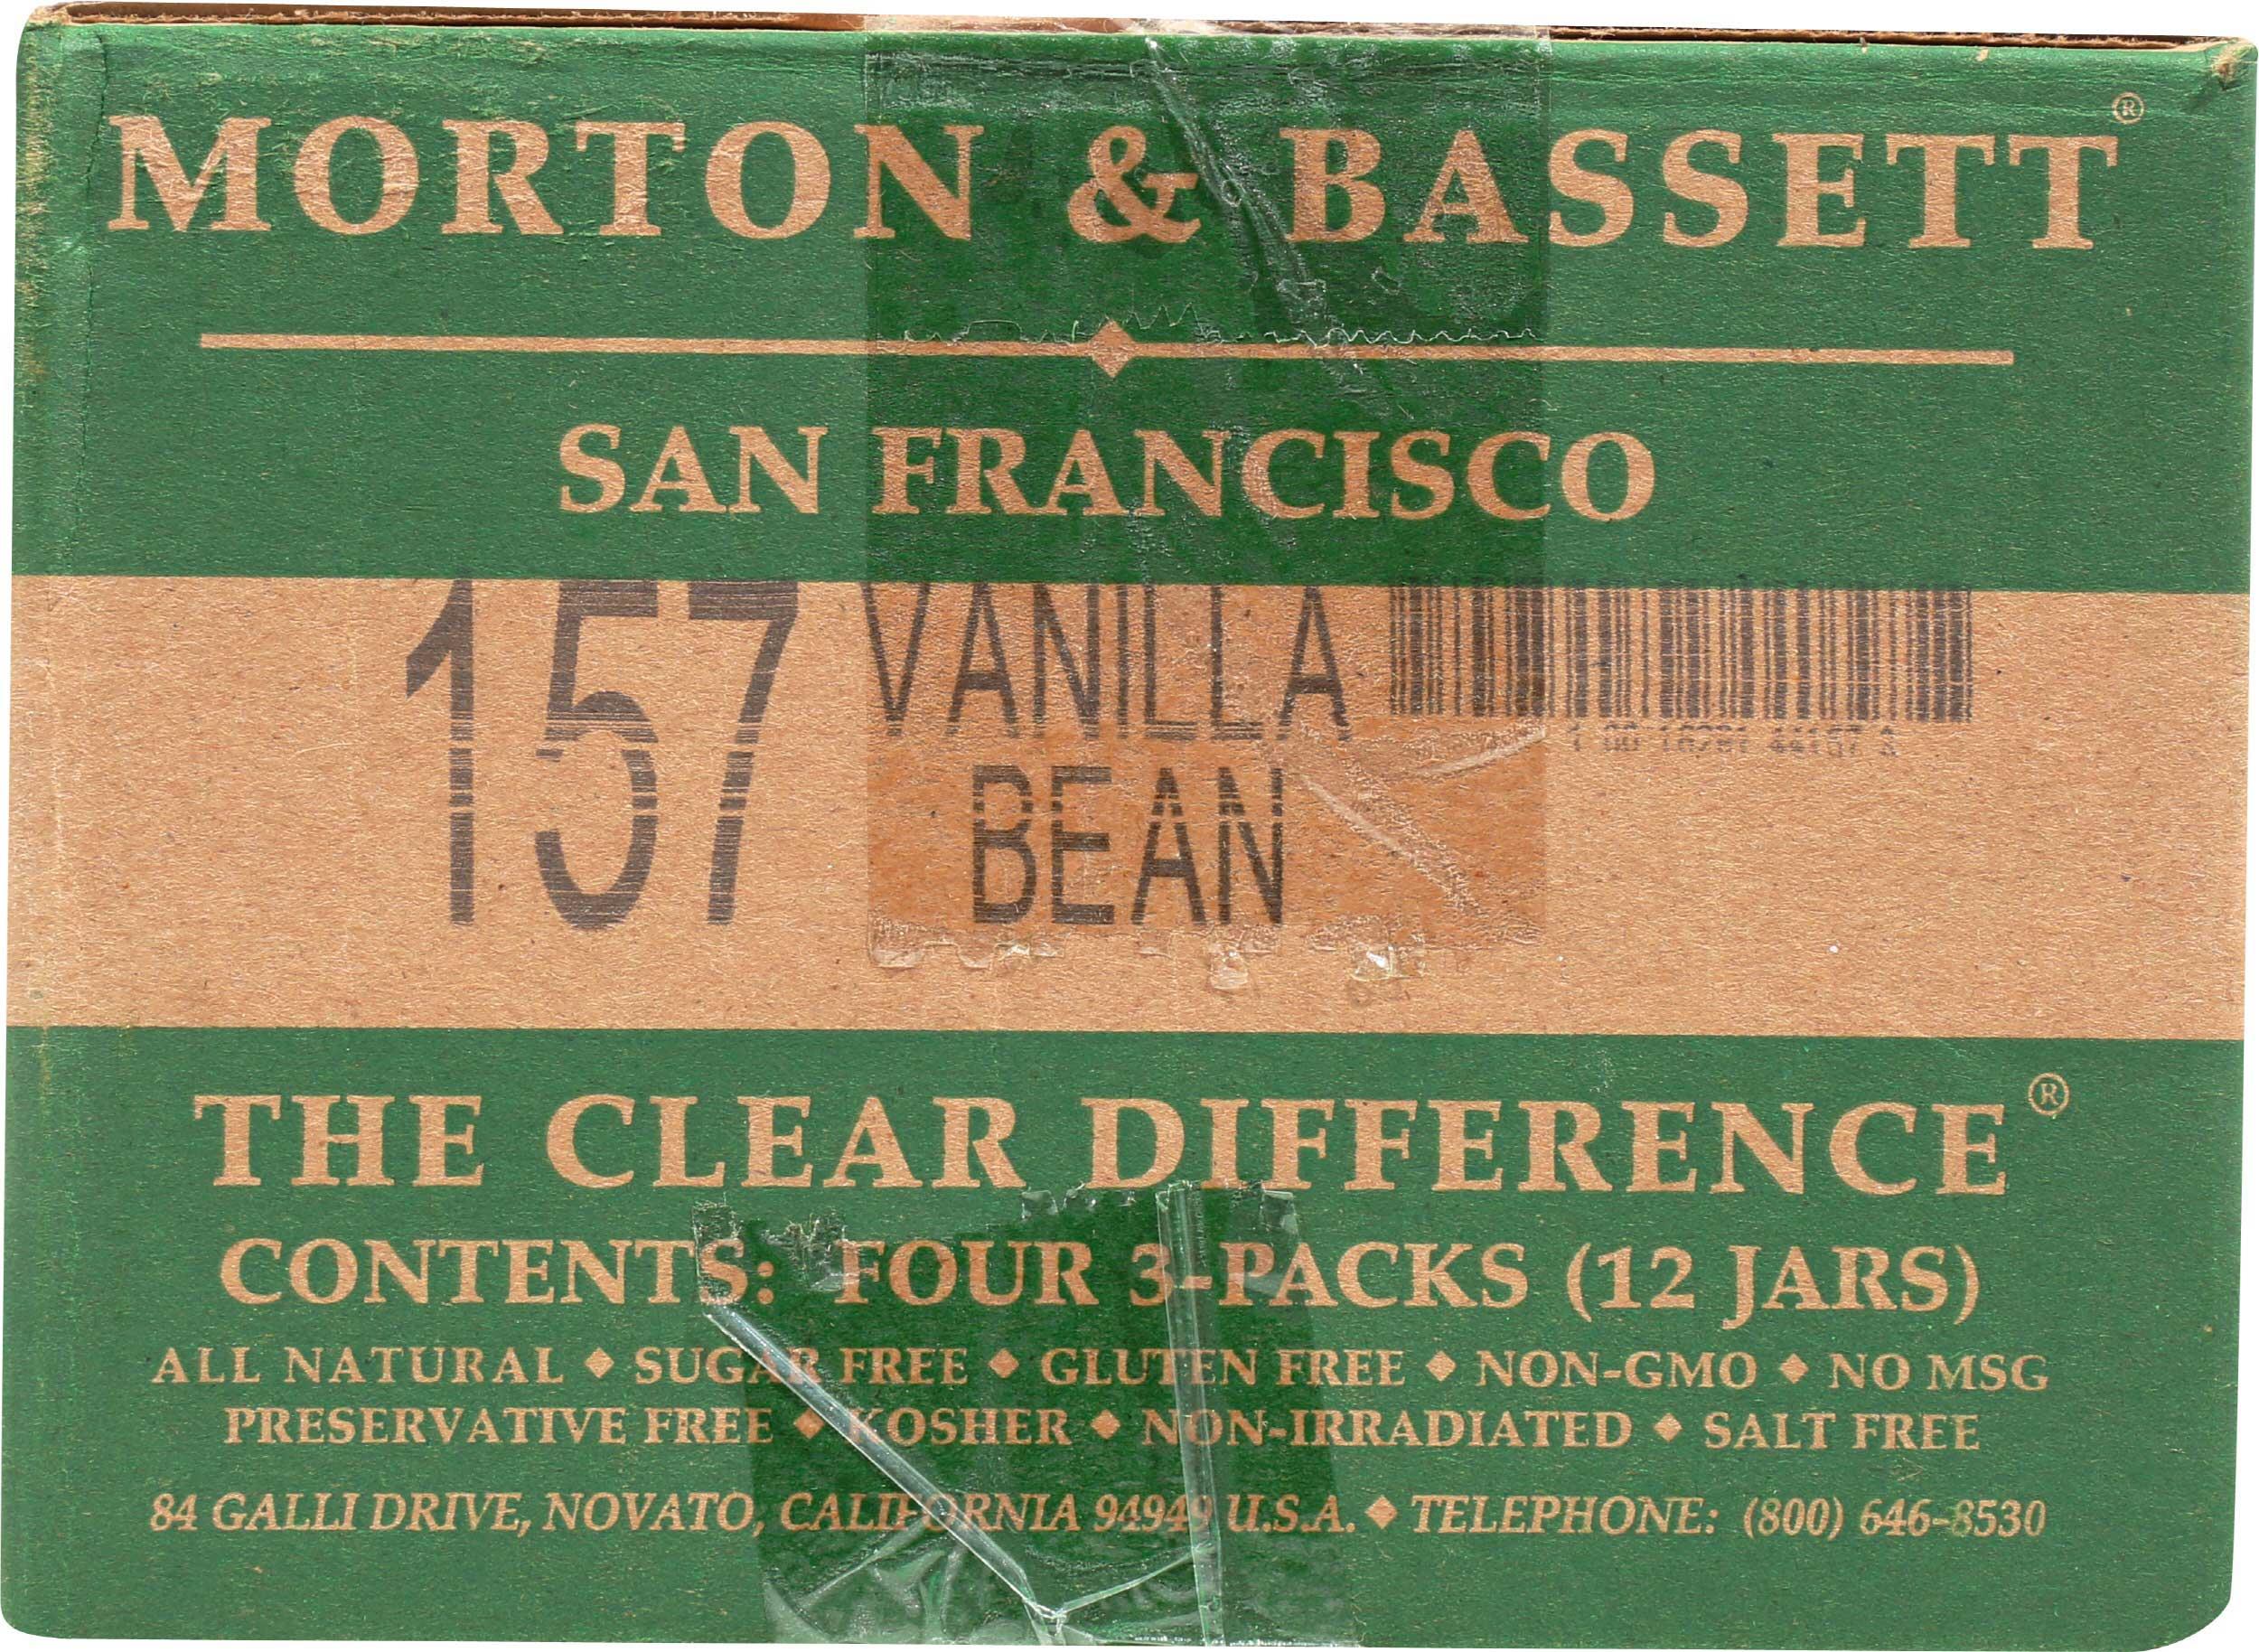 MORTON & BASSETT®
SAN FRANCISCO
157 VANILLA
BEAN
THE CLEAR DIFFERENCE®
CONTENTS: FOUR 3-PACKS (12 JARS)
ALL NATURAL ◆ SUGAR FREE ◆ GLUTEN FREE ◆ NON-GMO ◆ NO MSG
PRESERVATIVE FREE ◆ KOSHER ◆ NON-IRRADIATED ◆ SALT FREE
84 GALLI DRIVE, NOVATO, CALIFORNIA 94949 U.S.A. ◆ TELEPHONE: (800) 646-8530